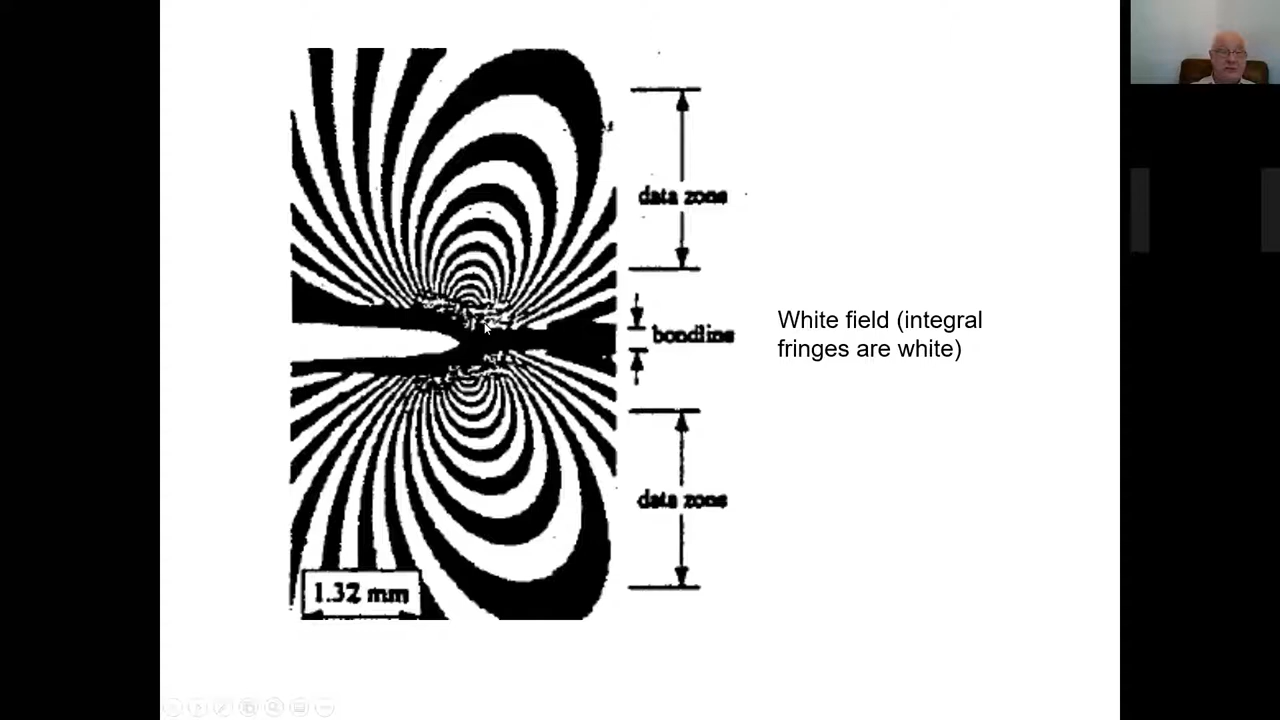 data zone
bondline
White field (integral
fringes are white)
data zone
1.32 mm